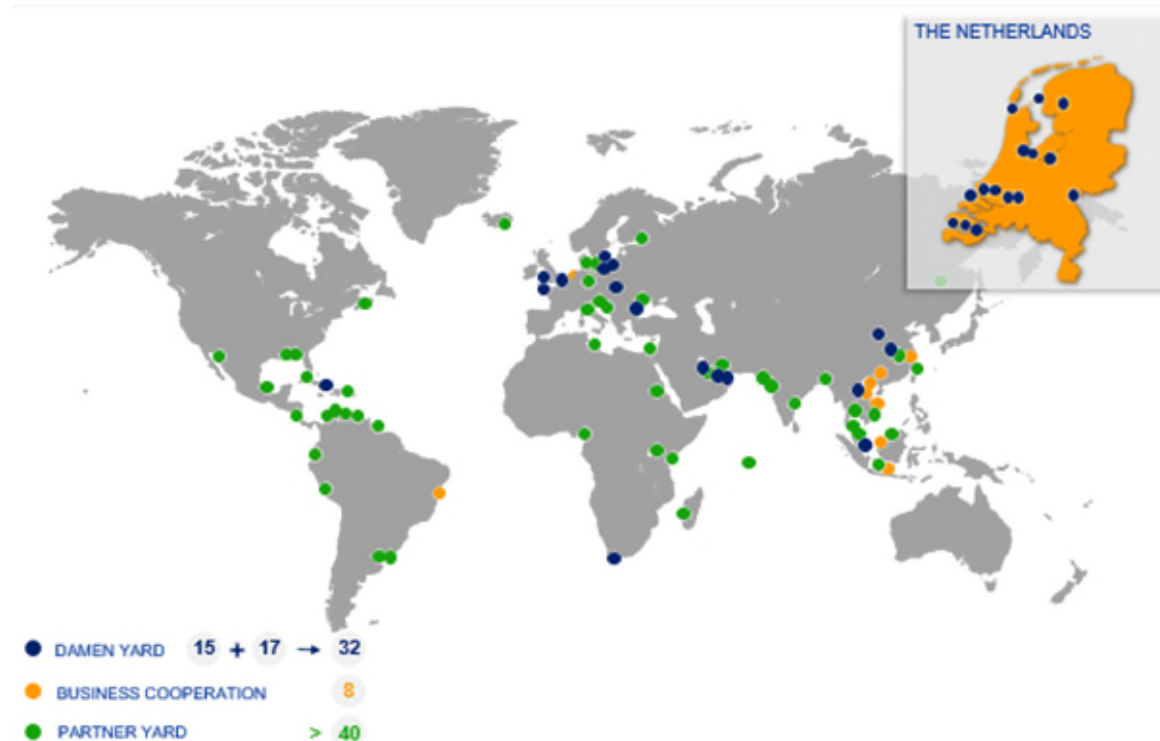 THE NETHERLANDS
DAMEN YARD 15 + 17 → 32
BUSINESS COOPERATION 8
PARTNER YARD > 40